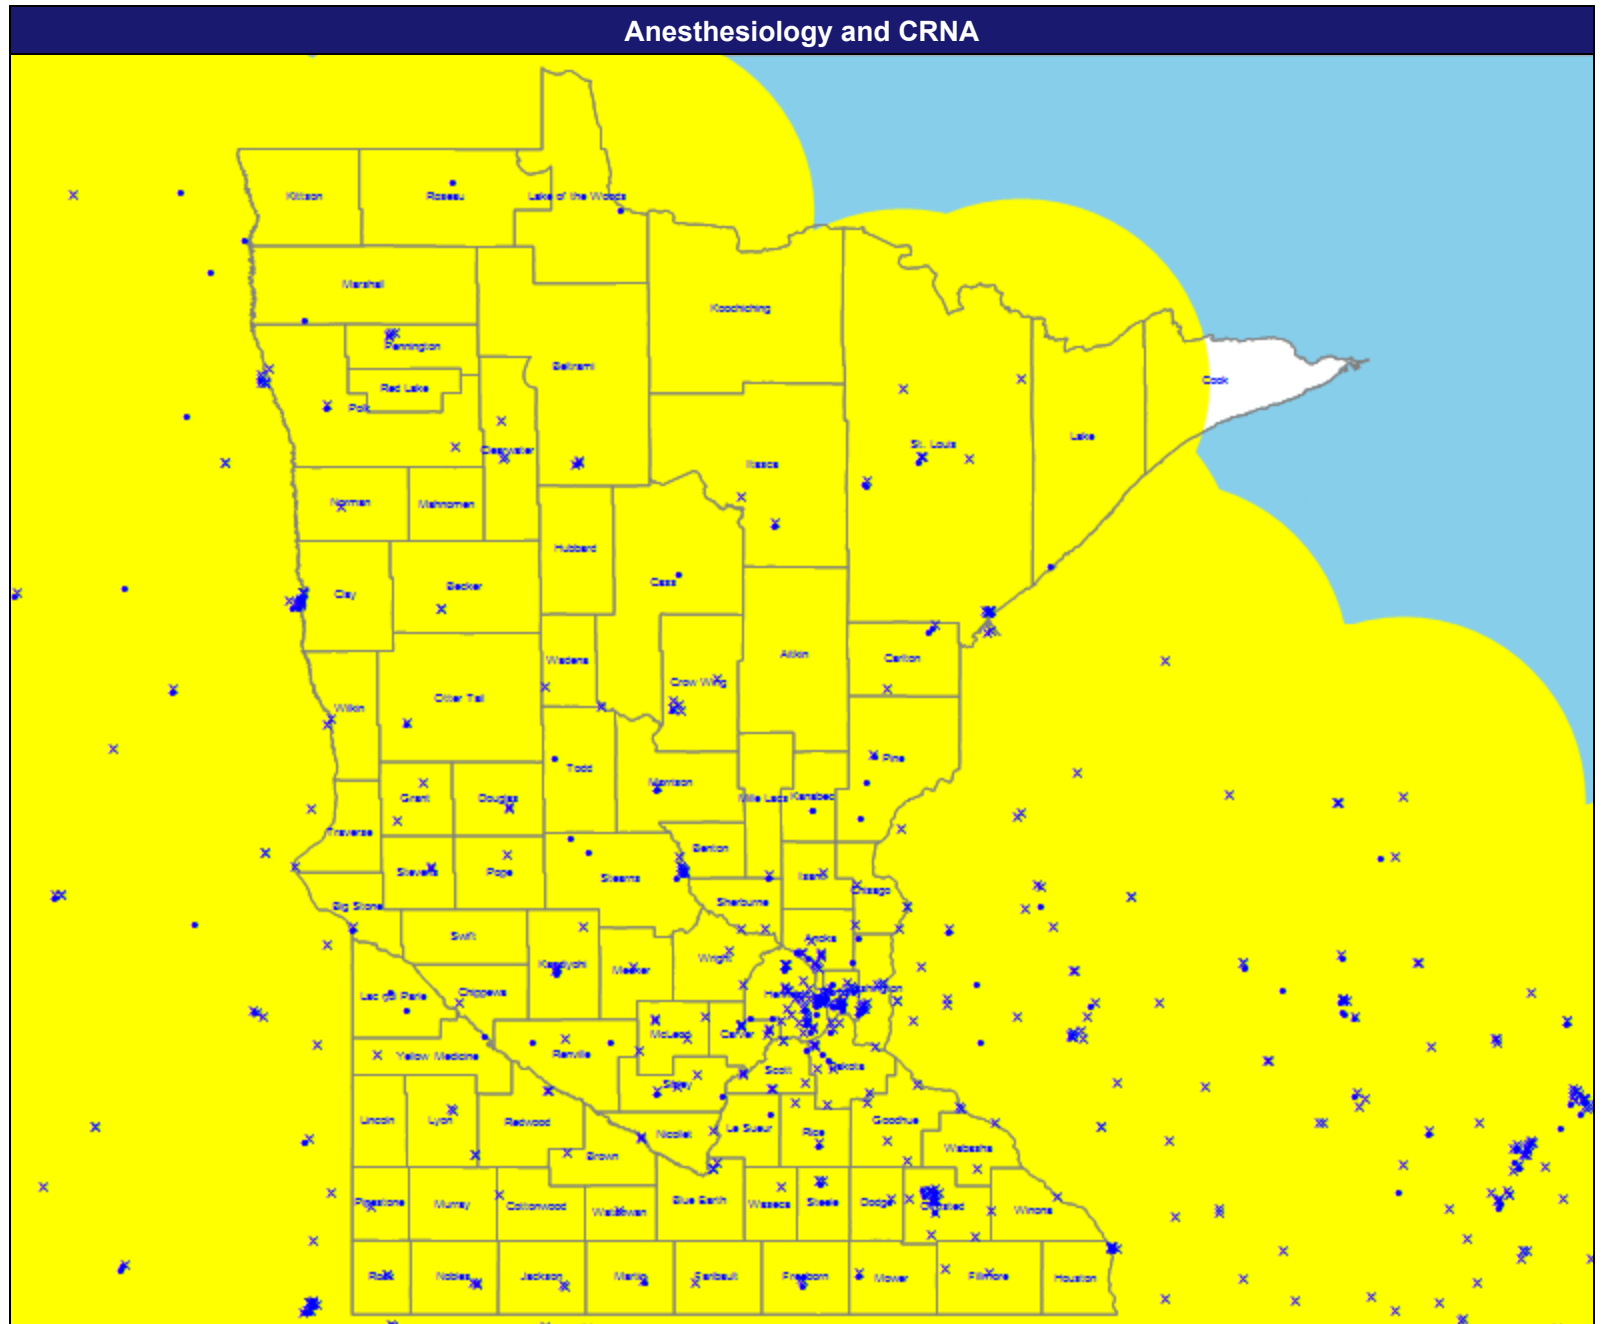 Anesthesiology and CRNA
Kittson
Roseau
Lake of the Woods
Marshall
Koochiching
Pennington
Beltrami
Cook
Red Lake
Polk
Lake
St. Louis
Clearwater
Itasca
Norman
Mahnomen
Hubbard
Cass
Becker
Clay
Aitkin
Carlton
Wadena
Crow Wing
Otter Tail
Wilkin
Pine
Todd
Morrison
Grant
Douglas
Mille Lacs
Kanabec
Traverse
Benton
Stevens
Pope
Stearns
Isanti
Chisago
Sherburne
Big Stone
Swift
Anoka
Wright
Kandiyohi
Meeker
Washington
Chippewa
Lac qui Parle
McLeod
Carver
Renville
Yellow Medicine
Scott
Dakota
Sibley
Lincoln
Lyon
Redwood
Goodhue
Le Sueur
Rice
Nicollet
Wabasha
Brown
Pipestone
Murray
Cottonwood
Watonwan
Blue Earth
Waseca
Steele
Dodge
Olmsted
Winona
Rock
Nobles
Jackson
Martin
Faribault
Freeborn
Mower
Fillmore
Houston